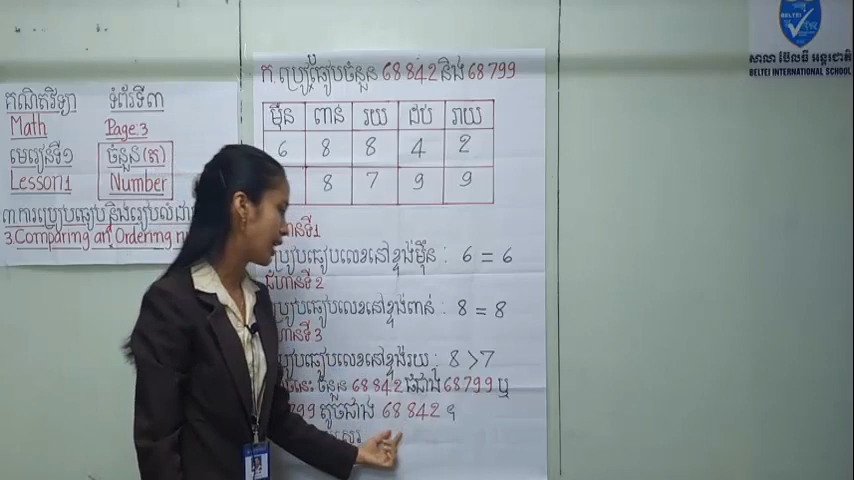 គណិតវិទ្យា ទំព័រទី៣
Math Page:3
មេរៀនទី១ ចំនួន(ត)
Lesson1 Number
៣.ការប្រៀបធៀបនិងរៀបលំដាប់
3.Comparing and Ordering
ក.ប្រៀបធៀបចំនួន 68 842 និង 68 799
ម៉ឺន ពាន់ រយ ដប់ រាយ
6 8 8 4 2
8 7 9 9
ទី1
ប្រៀបធៀបលេខនៅខ្ទង់ម៉ឺន : 6 = 6
ជំហានទី2
ប្រៀបធៀបលេខនៅខ្ទង់ពាន់ : 8 = 8
ទី3
ប្រៀបធៀបលេខនៅខ្ទង់រយ : 8 > 7
ចំនួន 68 842 ធំជាង 68 799 ឬ
799 តូចជាង 68 842 ។
សាលា ប៊ែលធី អន្តរជាតិ
BELTEI INTERNATIONAL SCHOOL